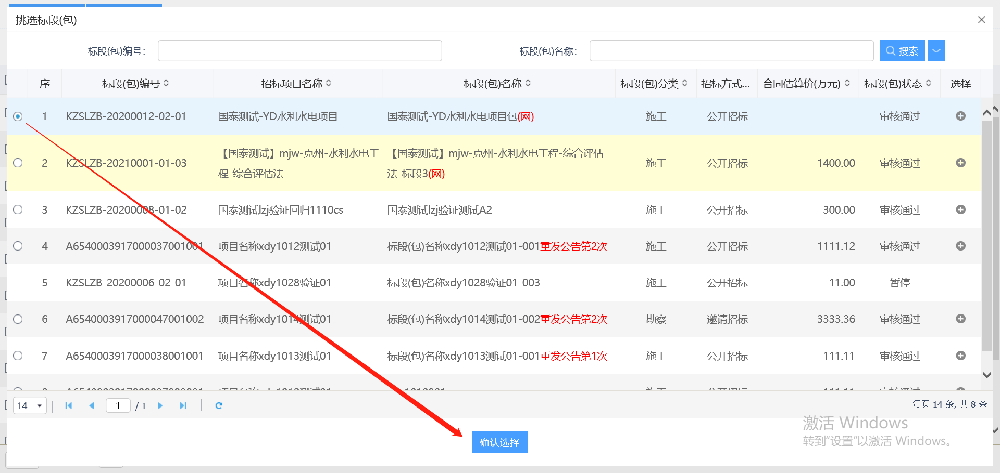 挑选标段(包)
标段(包)编号：
标段(包)名称：
搜索
序 标段(包)编号 招标项目名称 标段(包)名称 标段(包)分类 招标方式... 合同估算价(万元) 标段(包)状态 选择
1 KZSLZB-20200012-02-01 国泰测试-YD水利水电项目 国泰测试-YD水利水电项目包(网) 施工 公开招标 审核通过
2 KZSLZB-20210001-01-03 【国泰测试】mjw-克州-水利水电工程-综合评估法 【国泰测试】mjw-克州-水利水电工程-综合评估法-标段3(网) 施工 公开招标 1400.00 审核通过
3 KZSLZB-20200008-01-02 国泰测试lzj验证回归1110cs 国泰测试lzj验证测试A2 施工 公开招标 300.00 审核通过
4 A6540003917000037001001 项目名称xdy1012测试01 标段(包)名称xdy1012测试01-001重发公告第2次 施工 公开招标 1111.12 审核通过
5 KZSLZB-20200006-02-01 项目名称xdy1028验证01 标段(包)名称xdy1028验证01-003 施工 公开招标 11.00 暂停
6 A6540003917000047001002 项目名称xdy1014测试01 标段(包)名称xdy1014测试01-002重发公告第2次 勘察 邀请招标 3333.36 审核通过
7 A6540003917000038001001 项目名称xdy1013测试01 标段(包)名称xdy1013测试01-001重发公告第1次 施工 公开招标 111.11 审核通过
14 1 / 1
每页 14 条, 共 8 条
确认选择
激活 Windows
转到“设置”以激活 Windows。